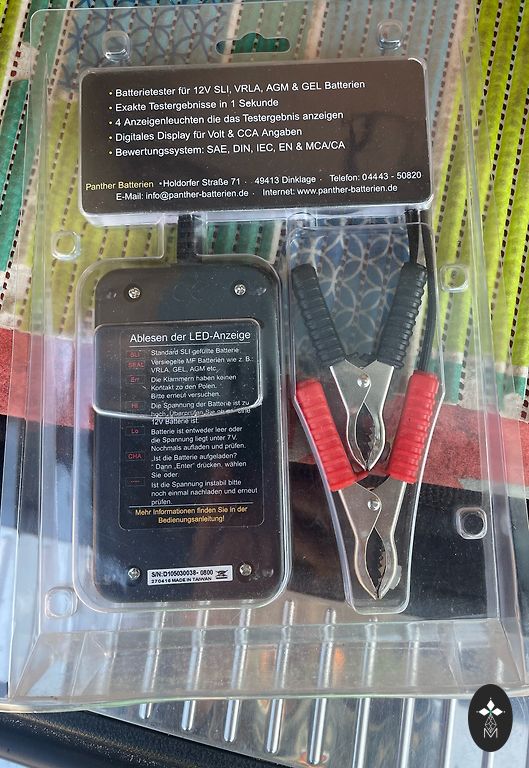 • Batterietester für 12V SLI, VRLA, AGM & GEL Batterien
• Exakte Testergebnisse in 1 Sekunde
• 4 Anzeigenleuchten die das Testergebnis anzeigen
• Digitales Display für Volt & CCA Angaben
• Bewertungssystem: SAE, DIN, IEC, EN & MCA/CA
Panther Batterien • Holdorfer Straße 71 · 49413 Dinklage · Telefon: 04443 - 50820
E-Mail: info@panther-batterien.de · Internet: www.panther-batterien.de
Ablesen der LED-Anzeige
SLI Standard SLI gefüllte Batterie
SEAL Versiegelte MF Batterien wie z. B.:
VRLA, GEL, AGM etc.
Err Die Klammern haben keinen
Kontakt zo den Polen.
Bitte erneut versuchen.
Hi Die Spannung der Batterie ist zu
hoch. Überprüfen Sie ob es eine
12V Batterie ist.
Lo Batterie ist entweder leer oder
die Spannung liegt unter 7V.
Nochmals aufladen und prüfen.
CHA Ist die Batterie aufgeladen?
" Dann „Enter" drücken, wählen
Sie oder.
---- Ist die Spannung instabil bitte
noch einmal nachladen und erneut
prüfen.
Mehr Informationen finden Sie in der
Bedienungsanleitung!
S/N:D105030038- 0800
270416 MADE IN TAIWAN